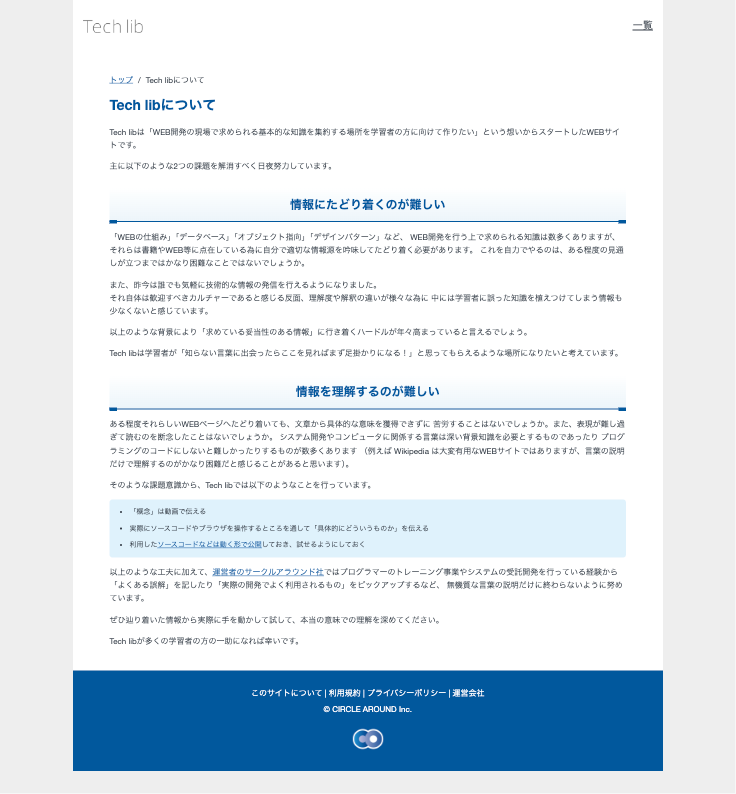 Tech lib
一覧
トップ / Tech libについて
Tech libについて
Tech libは「WEB開発の現場で求められる基本的な知識を集約する場所を学習者の方に向けて作りたい」という想いからスタートしたWEBサイ
トです。
主に以下のような2つの課題を解消すべく日夜努力しています。
情報にたどり着くのが難しい
「WEBの仕組み」「データベース」「オブジェクト指向」「デザインパターン」など、 WEB開発を行う上で求められる知識は数多くありますが、
それらは書籍やWEB等に点在している為に自分で適切な情報源を吟味してたどり着く必要があります。 これを自力でやるのは、ある程度の見通
しが立つまではかなり困難なことではないでしょうか。
また、昨今は誰でも気軽に技術的な情報の発信を行えるようになりました。
それ自体は歓迎すべきカルチャーであると感じる反面、理解度や解釈の違いが様々な為に 中には学習者に誤った知識を植えつけてしまう情報も
少なくないと感じています。
以上のような背景により「求めている妥当性のある情報」に行き着くハードルが年々高まっていると言えるでしょう。
Tech libは学習者が「知らない言葉に出会ったらここを見ればまず足掛かりになる！」と思ってもらえるような場所になりたいと考えています。
情報を理解するのが難しい
ある程度それらしいWEBページへたどり着いても、文章から具体的な意味を獲得できずに 苦労することはないでしょうか。また、表現が難し過
ぎて読むのを断念したことはないでしょうか。 システム開発やコンピュータに関係する言葉は深い背景知識を必要とするものであったり プログ
ラミングのコードにしないと難しかったりするものが数多くあります （例えば Wikipedia は大変有用なWEBサイトではありますが、言葉の説明
だけで理解するのがかなり困難だと感じることがあると思います）。
そのような課題意識から、Tech libでは以下のようなことを行っています。
• 「概念」は動画で伝える
• 実際にソースコードやブラウザを操作するところを通して「具体的にどういうものか」を伝える
• 利用したソースコードなどは動く形で公開しておき、試せるようにしておく
以上のような工夫に加えて、運営者のサークルアラウンド社ではプログラマーのトレーニング事業やシステムの受託開発を行っている経験から
「よくある誤解」を記したり「実際の開発でよく利用されるもの」をピックアップするなど、 無機質な言葉の説明だけに終わらないように努め
ています。
ぜひ辿り着いた情報から実際に手を動かして試して、本当の意味での理解を深めてください。
Tech libが多くの学習者の方の一助になれば幸いです。
このサイトについて | 利用規約 | プライバシーポリシー | 運営会社
© CIRCLE AROUND Inc.